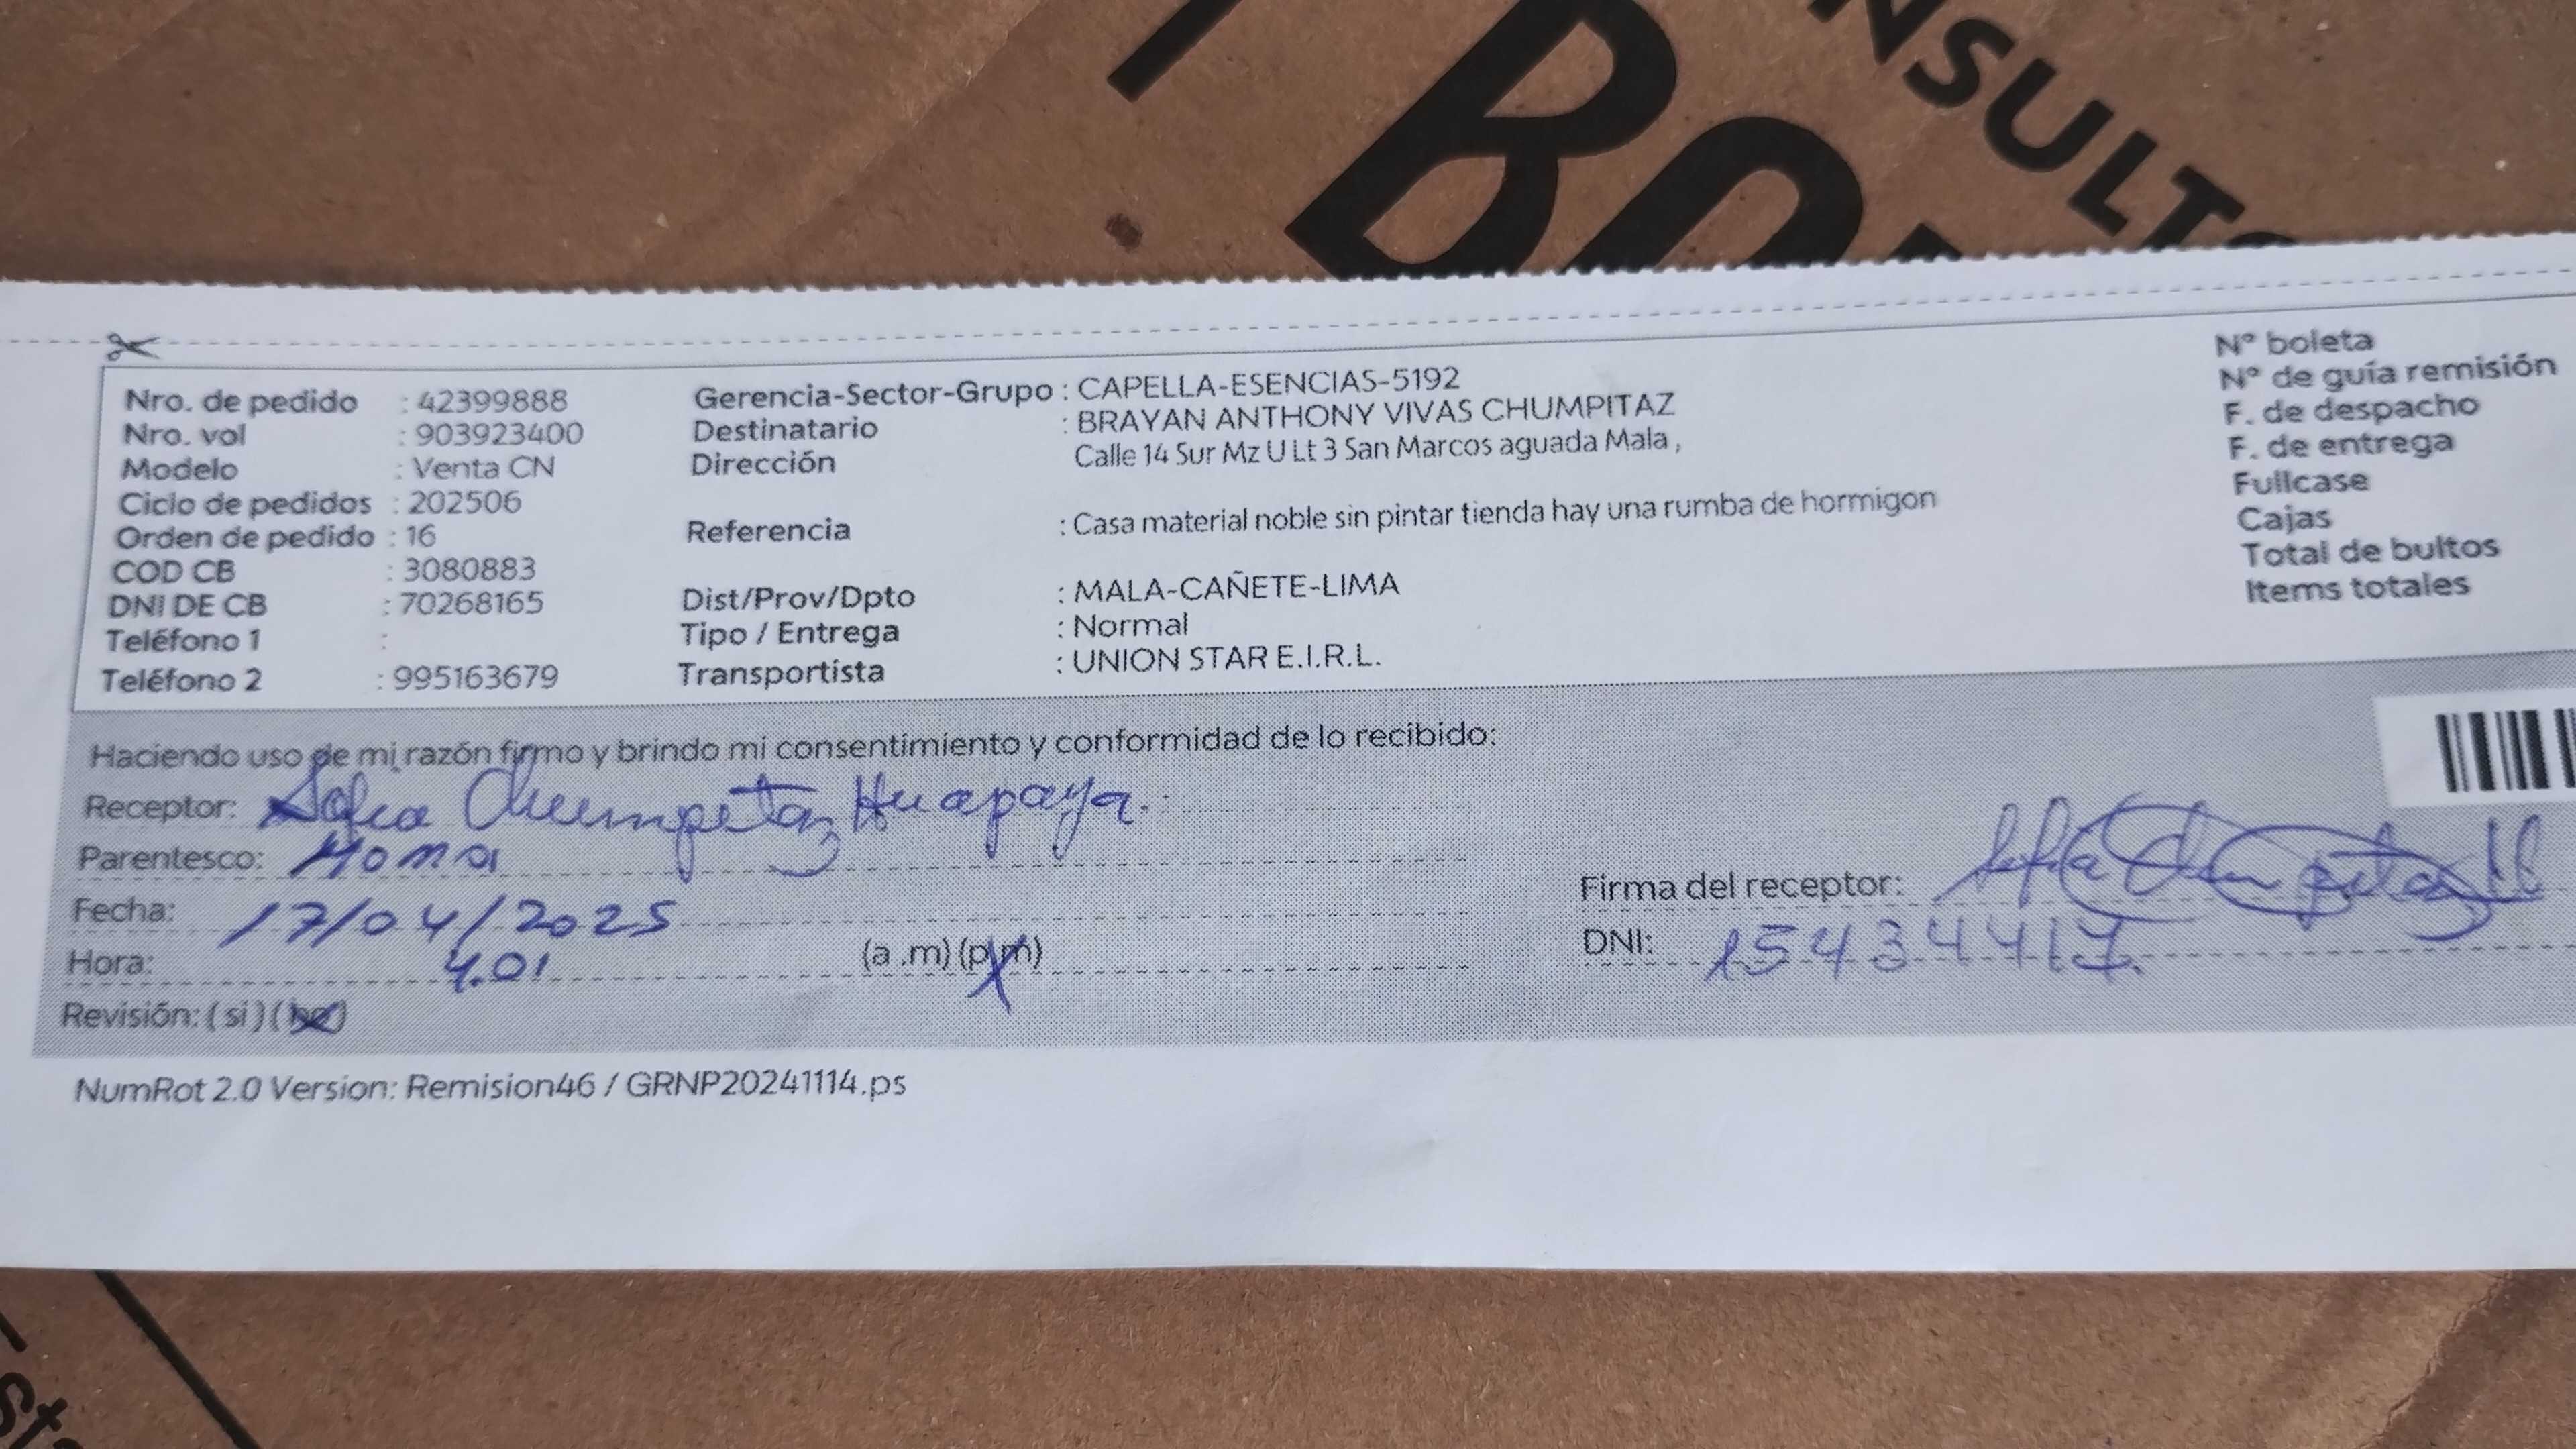 NSULTO
BO
Nro. de pedido : 42399888
Nro. vol : 903923400
Modelo : Venta CN
Ciclo de pedidos : 202506
Orden de pedido : 16
COD CB : 3080883
DNI DE CB : 70268165
Teléfono 1 :
Teléfono 2 : 995163679
Gerencia-Sector-Grupo : CAPELLA-ESENCIAS-5192
Destinatario : BRAYAN ANTHONY VIVAS CHUMPITAZ
Dirección Calle 14 Sur Mz U Lt 3 San Marcos aguada Mala ,
Referencia : Casa material noble sin pintar tienda hay una rumba de hormigon
Dist/Prov/Dpto : MALA-CAÑETE-LIMA
Tipo / Entrega : Normal
Transportista : UNION STAR E.I.R.L.
N° boleta
N° de guía remisión
F. de despacho
F. de entrega
Fullcase
Cajas
Total de bultos
Items totales
Haciendo uso de mi razón firmo y brindo mi consentimiento y conformidad de lo recibido:
Receptor: Sofia Chumpitaz Huapaya.
Parentesco: Moma
Fecha: 17/04/2025
Hora: 4.01 (a .m) (p.m)
Revisión: ( si ) ( no )
Firma del receptor:
DNI: 15434417
NumRot 2.0 Version: Remision46 / GRNP20241114.ps